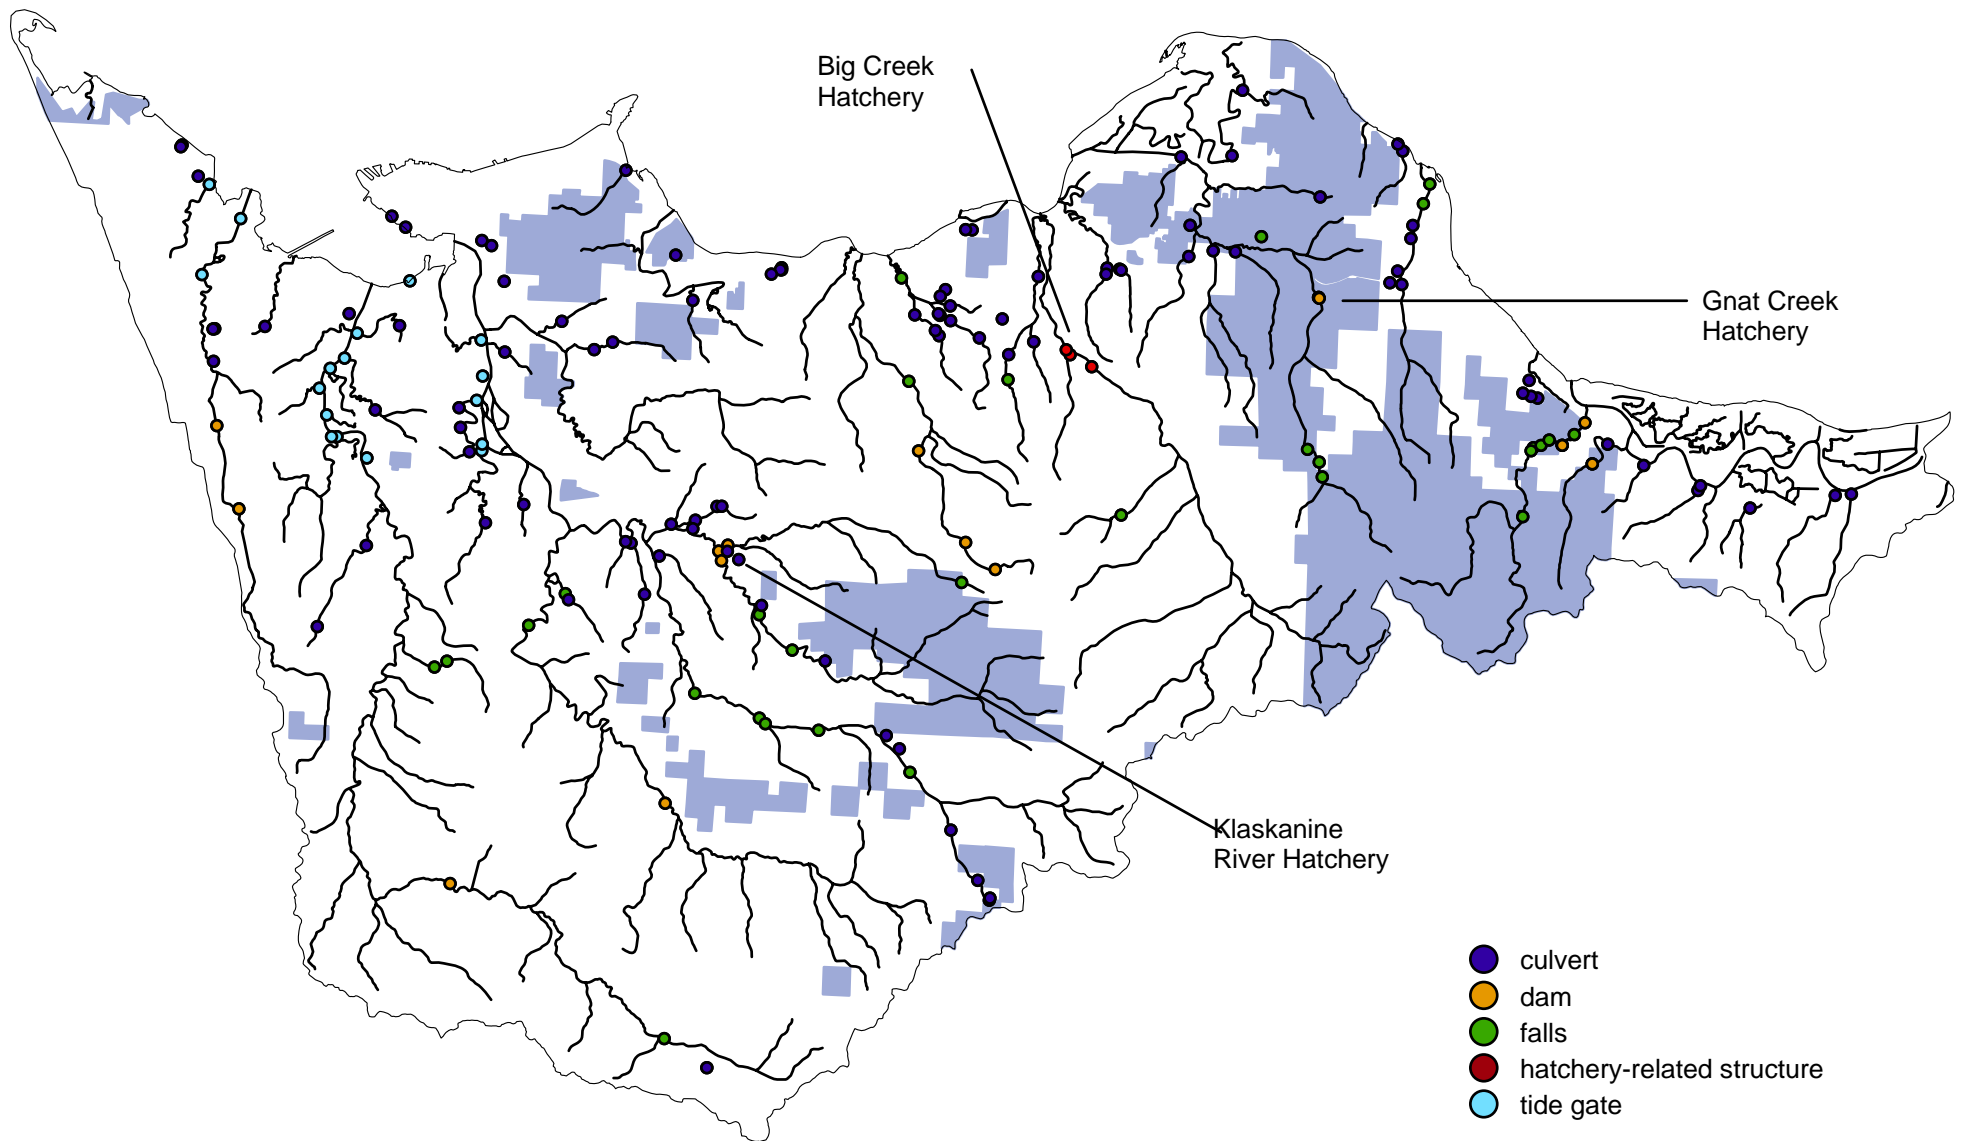 Big Creek
Hatchery
Gnat Creek
Hatchery
Klaskanine
River Hatchery
culvert
dam
falls
hatchery-related structure
tide gate